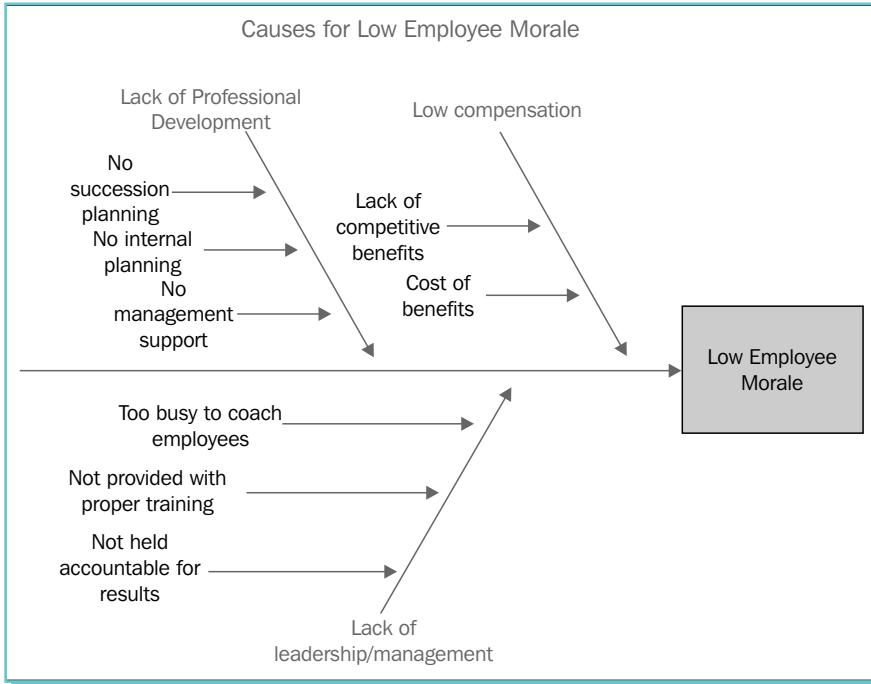 Causes for Low Employee Morale
Lack of Professional
Development
Low compensation
No
succession
planning
No internal
planning
No
management
support
Lack of
competitive
benefits
Cost of
benefits
Low Employee
Morale
Too busy to coach
employees
Not provided with
proper training
Not held
accountable for
results
Lack of
leadership/management